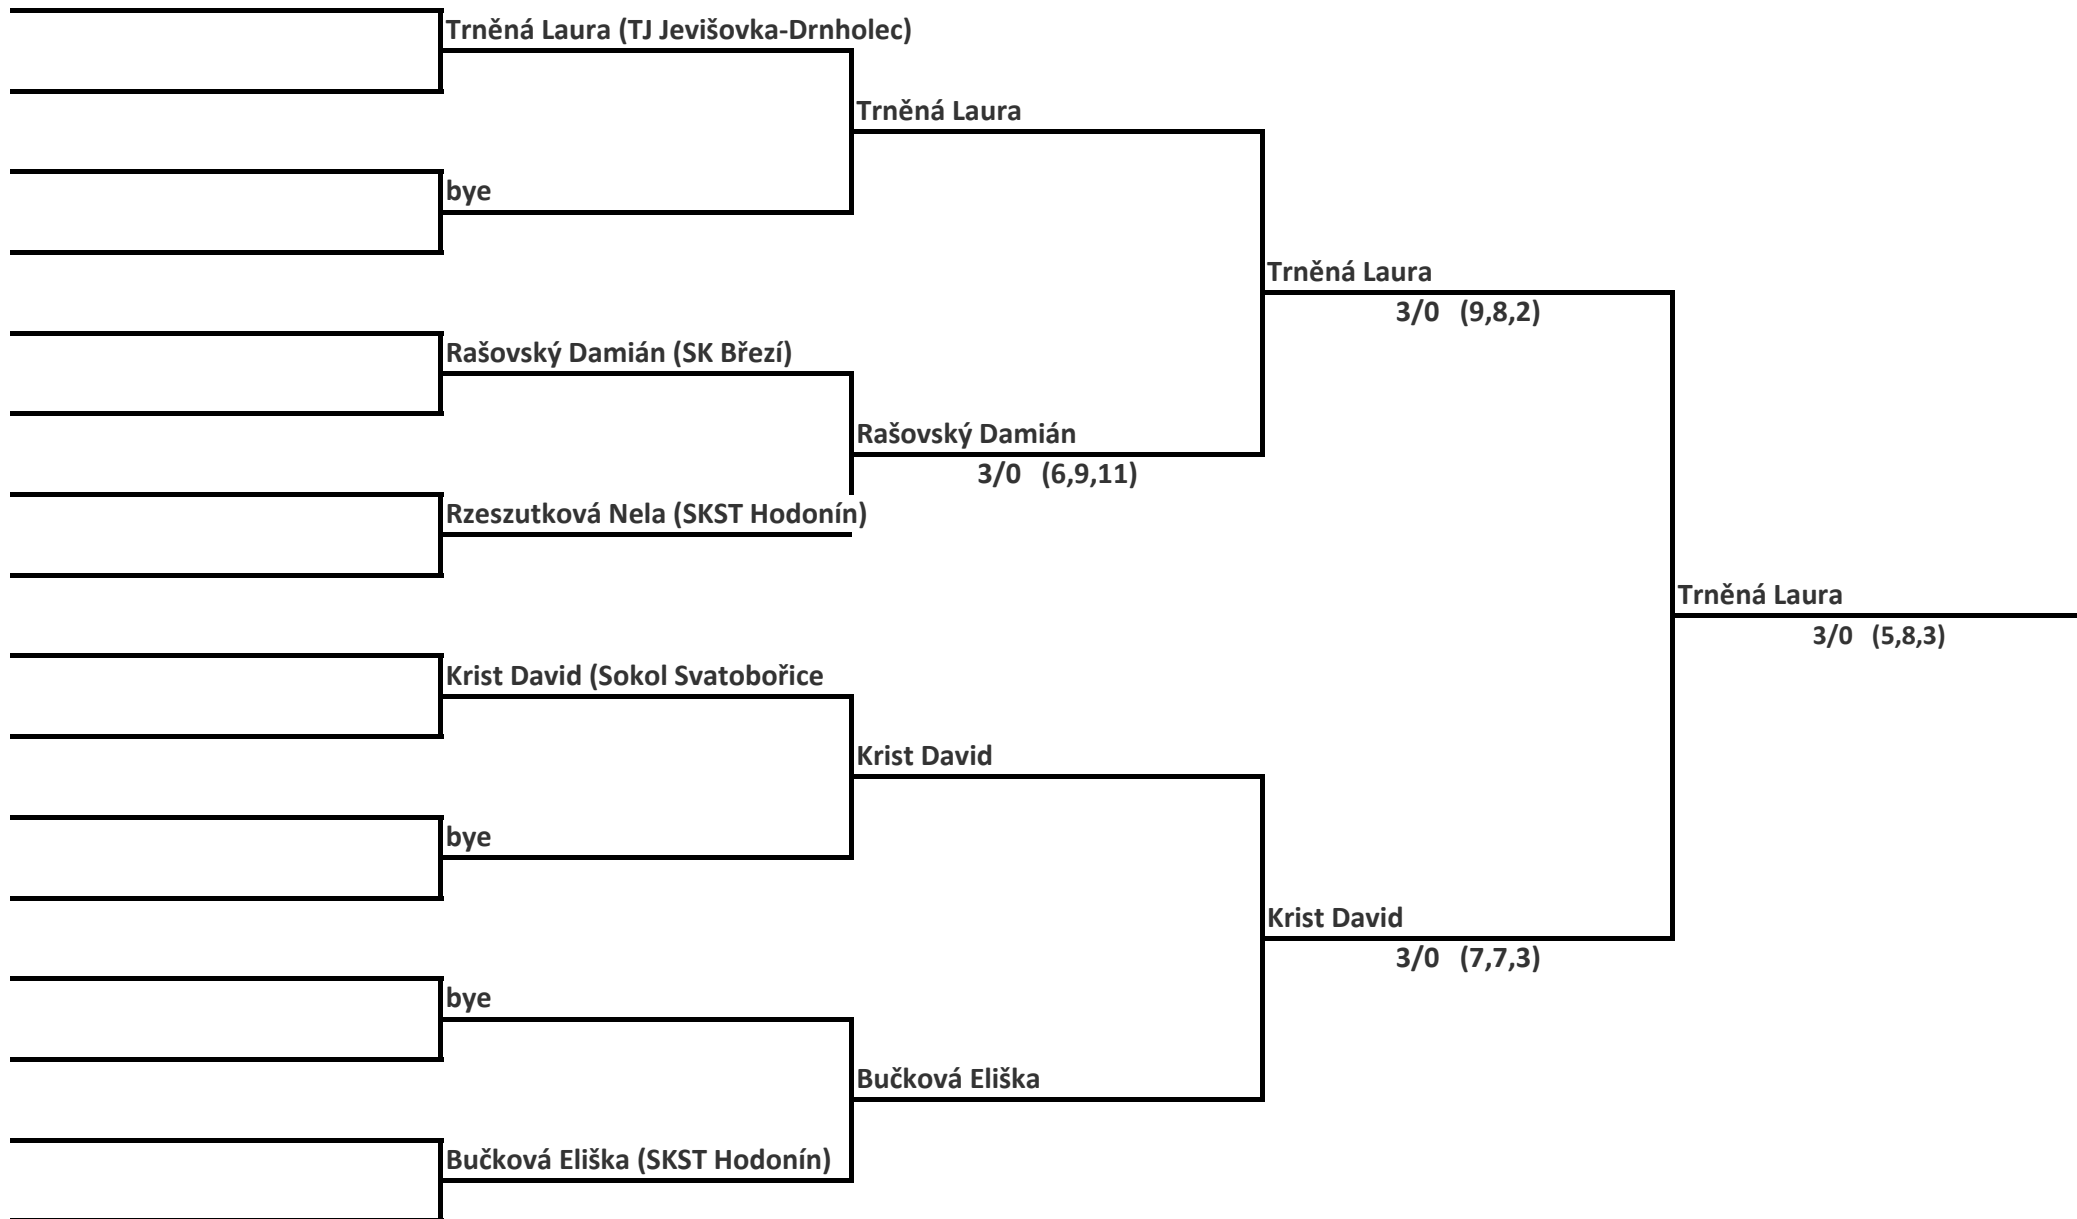 Trněná Laura (TJ Jevišovka-Drnholec)
Trněná Laura
bye
Trněná Laura
3/0 (9,8,2)
Rašovský Damián (SK Březí)
Rašovský Damián
3/0 (6,9,11)
Rzeszutková Nela (SKST Hodonín)
Trněná Laura
3/0 (5,8,3)
Krist David (Sokol Svatobořice
Krist David
bye
Krist David
3/0 (7,7,3)
bye
Bučková Eliška
Bučková Eliška (SKST Hodonín)